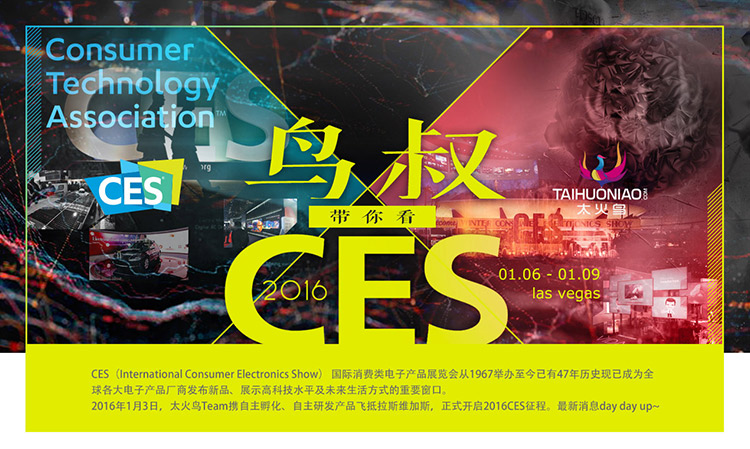 Consumer
Technology
Association™
CES
org
CES
鸟叔
带你看
CES
2016
TAIHUONIAO.COM
太火鸟
CES
01.06 - 01.09
las vegas
CES（International Consumer Electronics Show） 国际消费类电子产品展览会从1967举办至今已有47年历史现已成为全
球各大电子产品厂商发布新品、展示高科技水平及未来生活方式的重要窗口。
2016年1月3日，太火鸟Team携自主孵化、自主研发产品飞抵拉斯维加斯，正式开启2016CES征程。最新消息day day up~